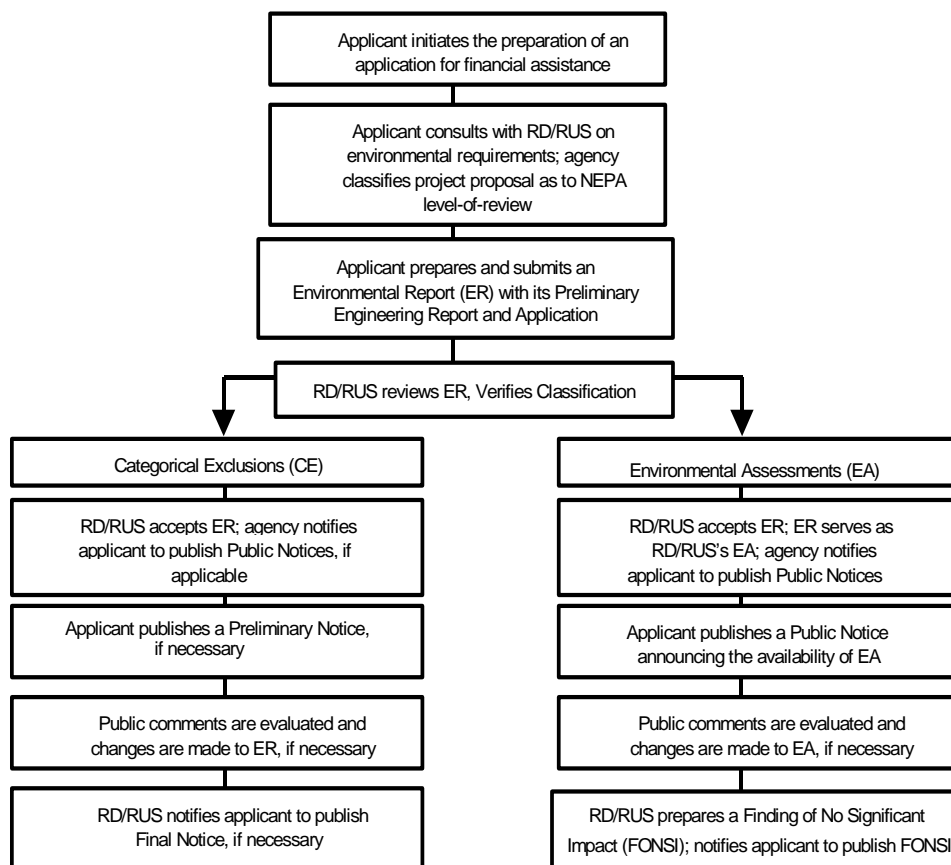 Applicant initiates the preparation of an
application for financial assistance
Applicant consults with RD/RUS on
environmental requirements; agency
classifies project proposal as to NEPA
level-of-review
Applicant prepares and submits an
Environmental Report (ER) with its Preliminary
Engineering Report and Application
RD/RUS reviews ER, Verifies Classification
Categorical Exclusions (CE)
RD/RUS accepts ER; agency notifies
applicant to publish Public Notices, if
applicable
Applicant publishes a Preliminary Notice,
if necessary
Public comments are evaluated and
changes are made to ER, if necessary
RD/RUS notifies applicant to publish
Final Notice, if necessary
Environmental Assessments (EA)
RD/RUS accepts ER; ER serves as
RD/RUS's EA; agency notifies
applicant to publish Public Notices
Applicant publishes a Public Notice
announcing the availability of EA
Public comments are evaluated and
changes are made to EA, if necessary
RD/RUS prepares a Finding of No Significant
Impact (FONSI); notifies applicant to publish FONSI